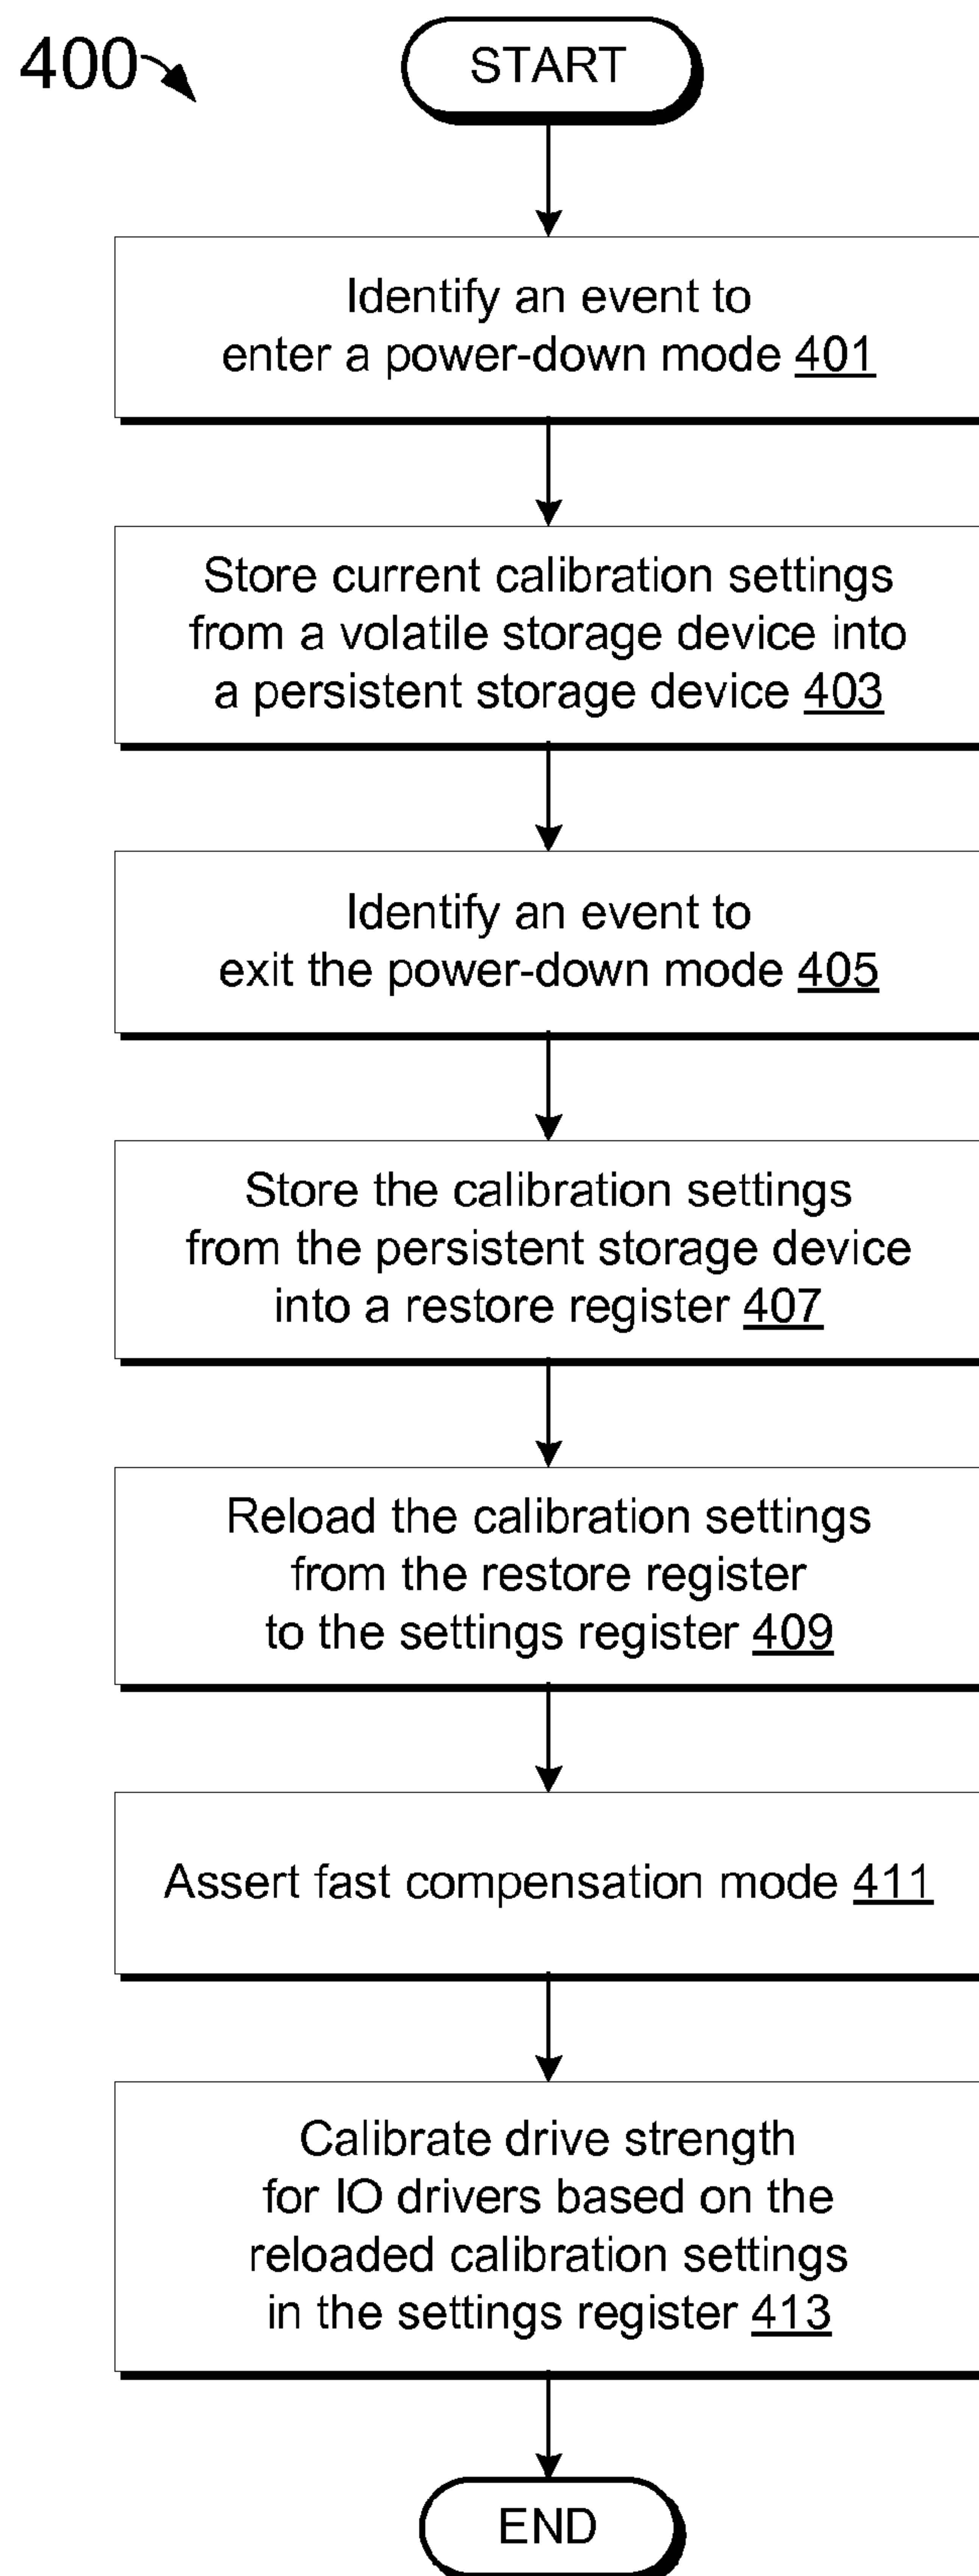 400
START
Identify an event to
enter a power-down mode 401
Store current calibration settings
from a volatile storage device into
a persistent storage device 403
Identify an event to
exit the power-down mode 405
Store the calibration settings
from the persistent storage device
into a restore register 407
Reload the calibration settings
from the restore register
to the settings register 409
Assert fast compensation mode 411
Calibrate drive strength
for IO drivers based on the
reloaded calibration settings
in the settings register 413
END